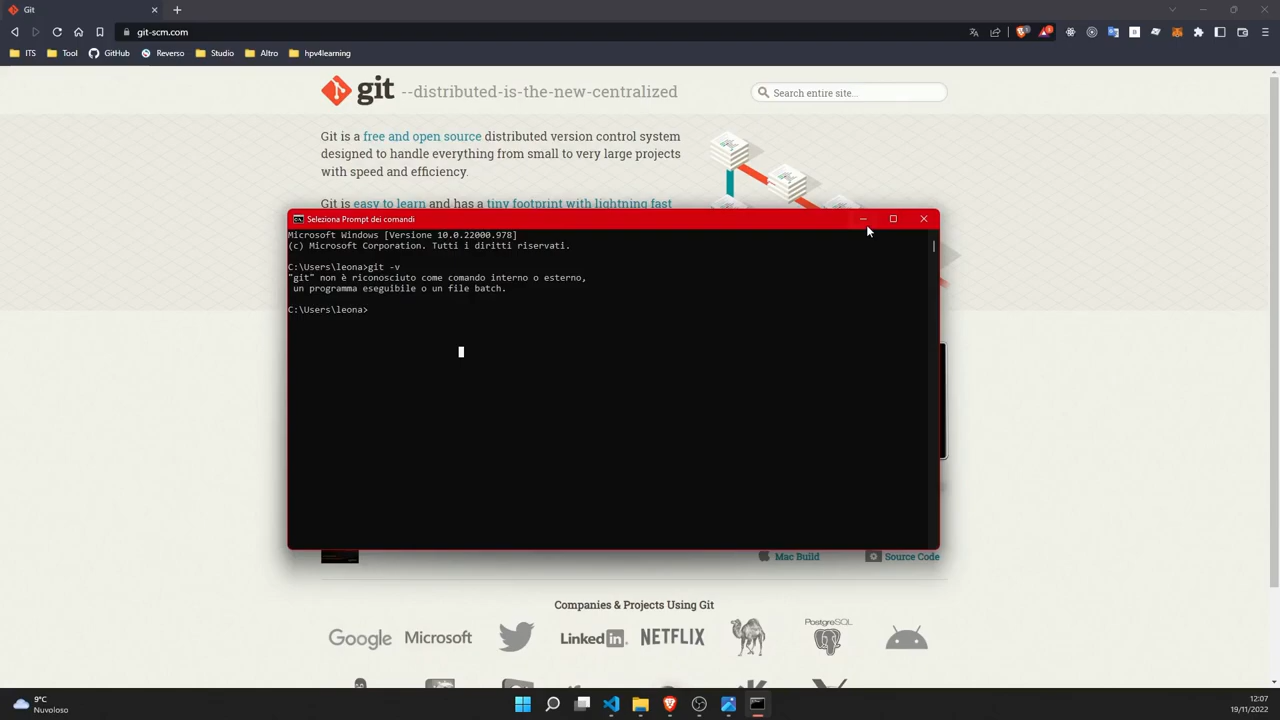 Git
git-scm.com
ITS
Tool
GitHub
Reverso
Studio
Altro
hpv4learning
git --distributed-is-the-new-centralized
Search entire site...
Git is a free and open source distributed version control system
designed to handle everything from small to very large projects
with speed and efficiency.
Git is easy to learn and has a tiny footprint with lightning fast
Seleziona Prompt dei comandi
Microsoft Windows [Versione 10.0.22000.978]
(c) Microsoft Corporation. Tutti i diritti riservati.
C:\Users\leona>git -v
"git" non è riconosciuto come comando interno o esterno,
un programma eseguibile o un file batch.
C:\Users\leona>
Mac Build
Source Code
Companies & Projects Using Git
Google
Microsoft
LinkedIn
NETFLIX
PostgreSQL
9°C
Nuvoloso
12:07
19/11/2022